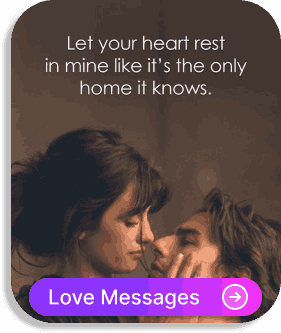 Let your heart rest
in mine like it's the only
home it knows.
Love Messages